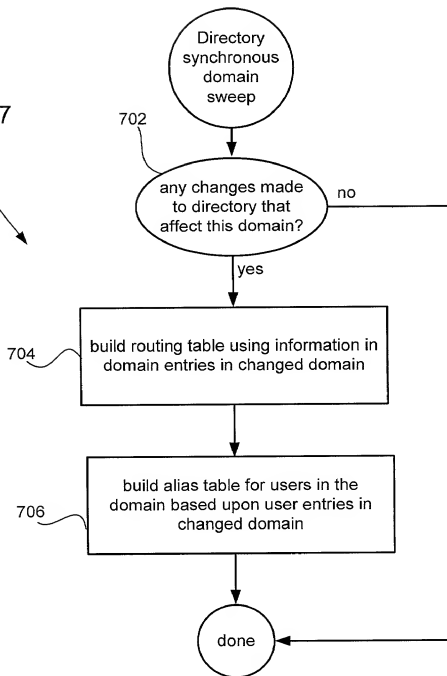 Directory
synchronous
domain
sweep
7
702
any changes made
to directory that
affect this domain?
no
yes
704
build routing table using information in
domain entries in changed domain
706
build alias table for users in the
domain based upon user entries in
changed domain
done